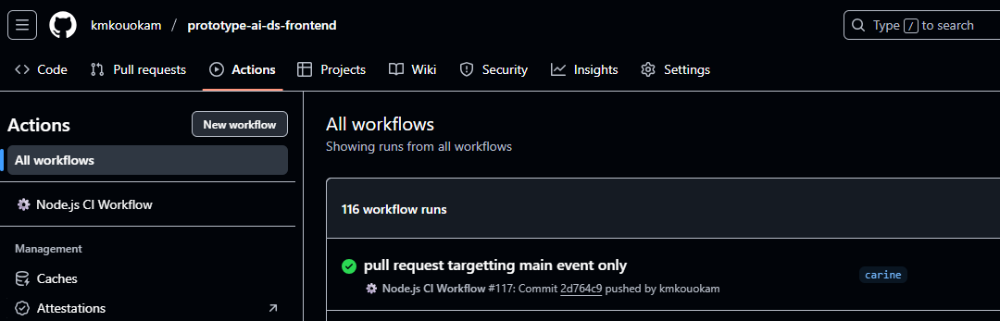 kmkouokam / prototype-ai-ds-frontend
Type / to search
Code Pull requests Actions Projects Wiki Security Insights Settings
Actions
New workflow
All workflows
Node.js CI Workflow
Management
Caches
Attestations
All workflows
Showing runs from all workflows
116 workflow runs
pull request targetting main event only
Node.js CI Workflow #117: Commit 2d764c9 pushed by kmkouokam
carine